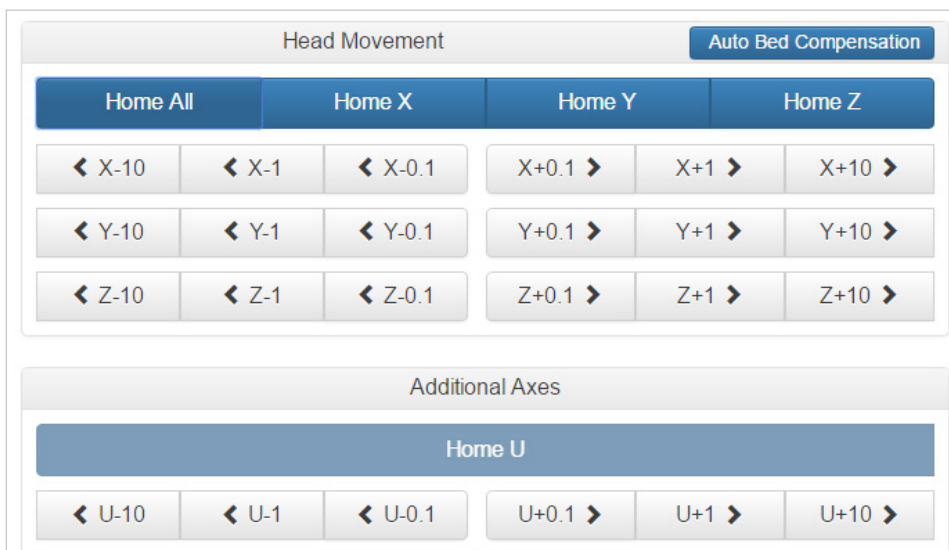 Head Movement Auto Bed Compensation
Home All Home X Home Y Home Z
X-10 X-1 X-0.1 X+0.1 X+1 X+10
Y-10 Y-1 Y-0.1 Y+0.1 Y+1 Y+10
Z-10 Z-1 Z-0.1 Z+0.1 Z+1 Z+10
Additional Axes
Home U
U-10 U-1 U-0.1 U+0.1 U+1 U+10